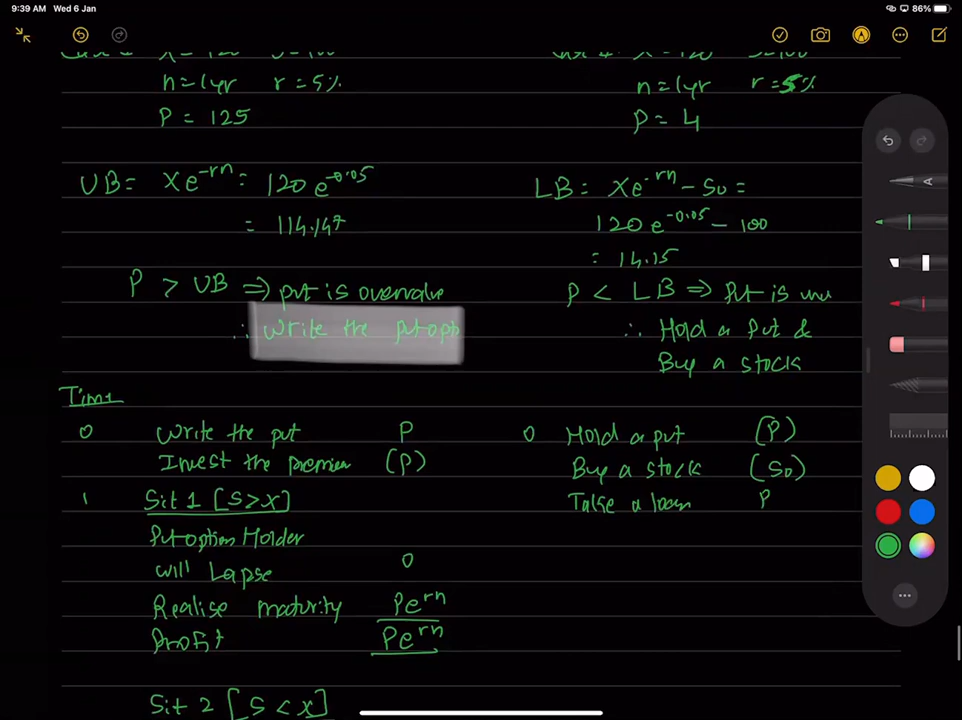 9:39 AM Wed 6 Jan
86%
n=1yr r=5%
P = 125
n=1yr r=5%
P = 4
UB = Xe^-rn = 120e^-0.05
= 114.147
LB = Xe^-rn - S0 =
120e^-0.05 - 100
= 14.15
P > UB ⇒ put is overvalue
∴ Write the put opti
P < LB ⇒ Put is
∴ Hold a Put &
Buy a stock
Time
0 Write the put P
Invest the premium (P)
1 Sit 1 [S>X]
Put option Holder
will Lapse 0
Realise maturity Pe^rn
Profit Pe^rn
Sit 2 [S<X]
0 Hold a put (P)
Buy a stock (S0)
Take a loan P
A